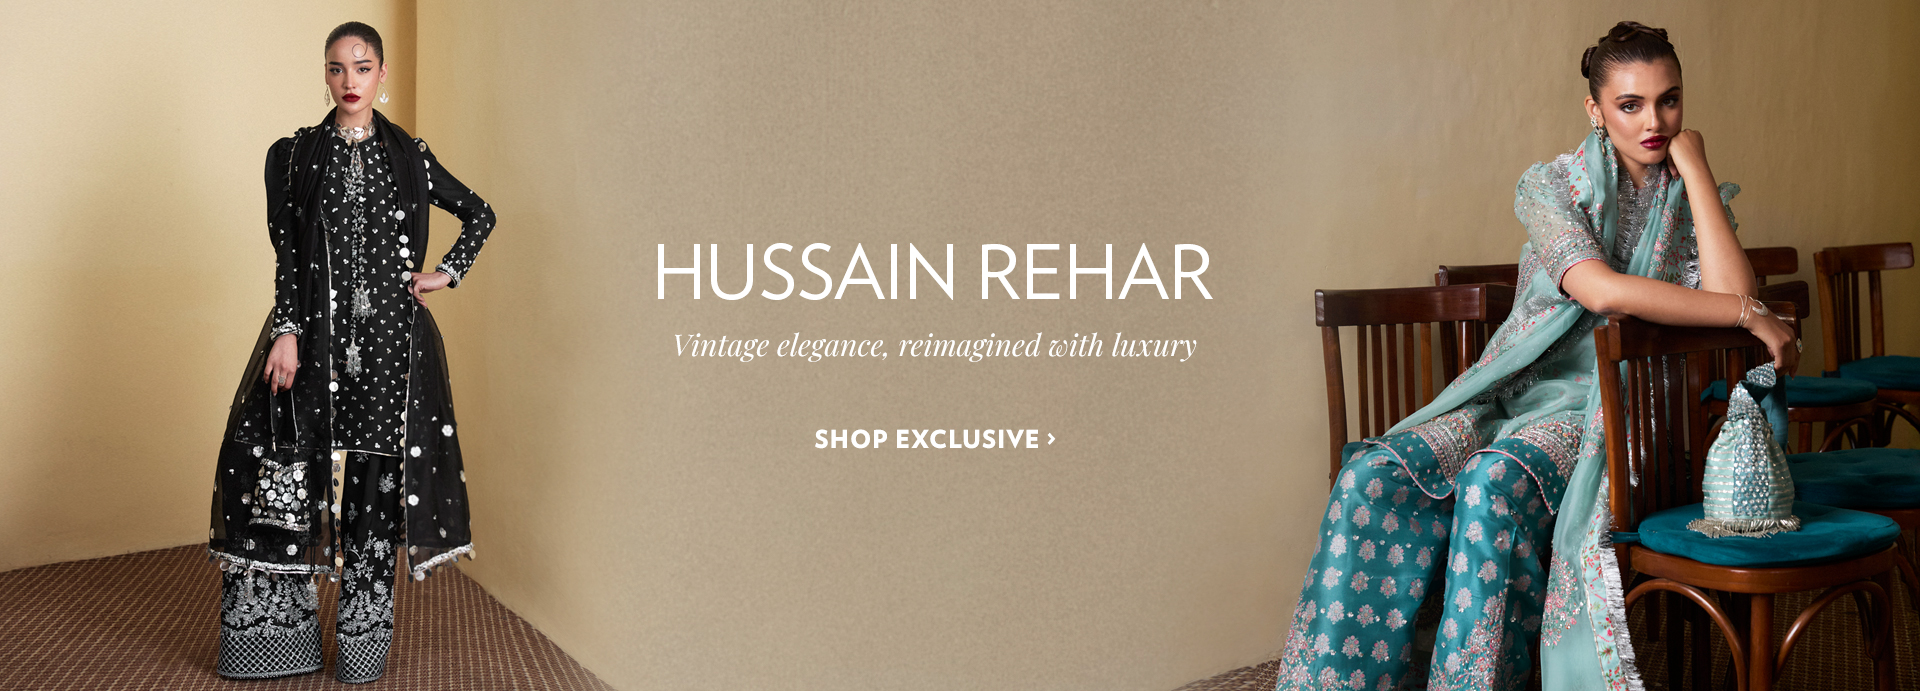 HUSSAIN REHAR
Vintage elegance, reimagined with luxury
SHOP EXCLUSIVE >